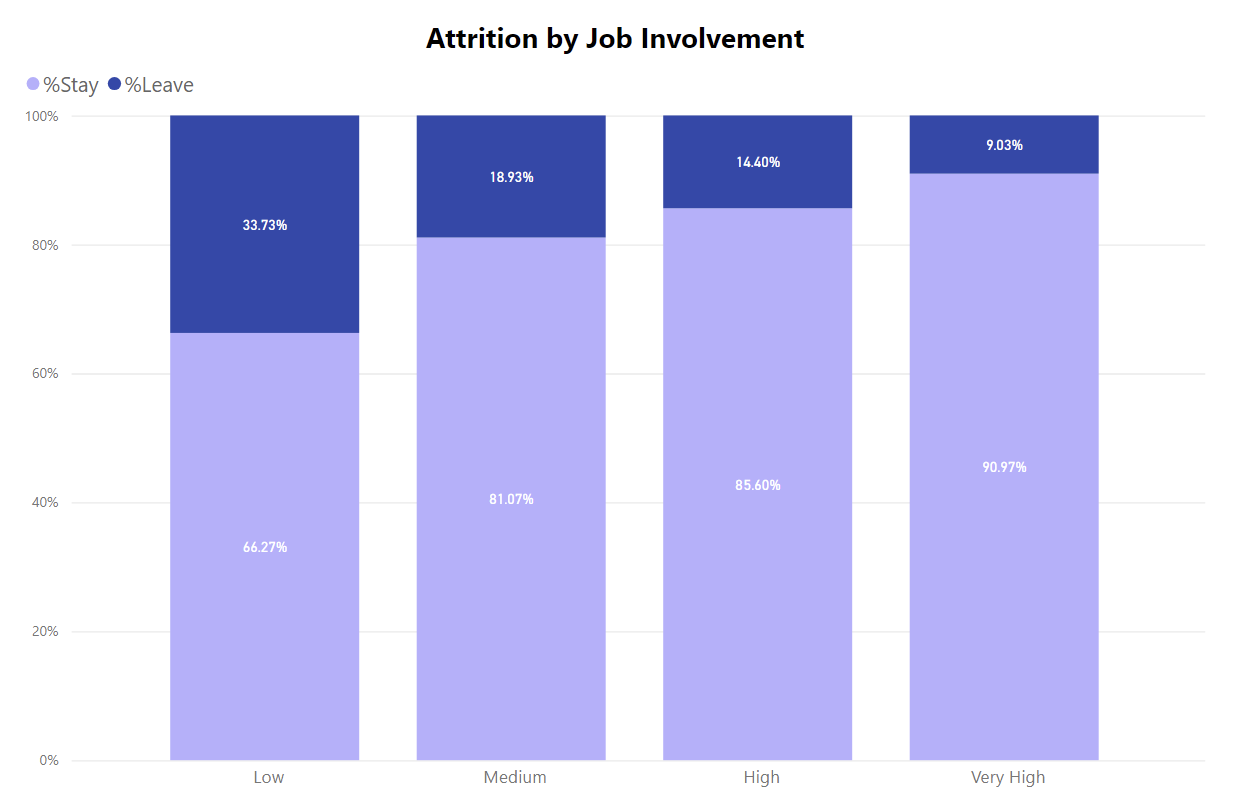 Attrition by Job Involvement
%Stay %Leave
100%
33.73% 18.93% 14.40% 9.03%
80%
60%
66.27% 81.07% 85.60% 90.97%
40%
20%
0%
Low Medium High Very High